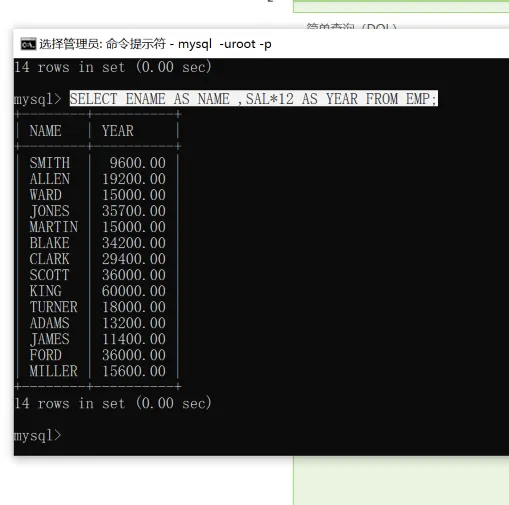 简单查询（DQL）
选择管理员: 命令提示符 - mysql  -uroot -p
14 rows in set (0.00 sec)
mysql> SELECT ENAME AS NAME ,SAL*12 AS YEAR FROM EMP;
+--------+----------+
| NAME   | YEAR     |
+--------+----------+
| SMITH  |  9600.00 |
| ALLEN  | 19200.00 |
| WARD   | 15000.00 |
| JONES  | 35700.00 |
| MARTIN | 15000.00 |
| BLAKE  | 34200.00 |
| CLARK  | 29400.00 |
| SCOTT  | 36000.00 |
| KING   | 60000.00 |
| TURNER | 18000.00 |
| ADAMS  | 13200.00 |
| JAMES  | 11400.00 |
| FORD   | 36000.00 |
| MILLER | 15600.00 |
+--------+----------+
14 rows in set (0.00 sec)
mysql>